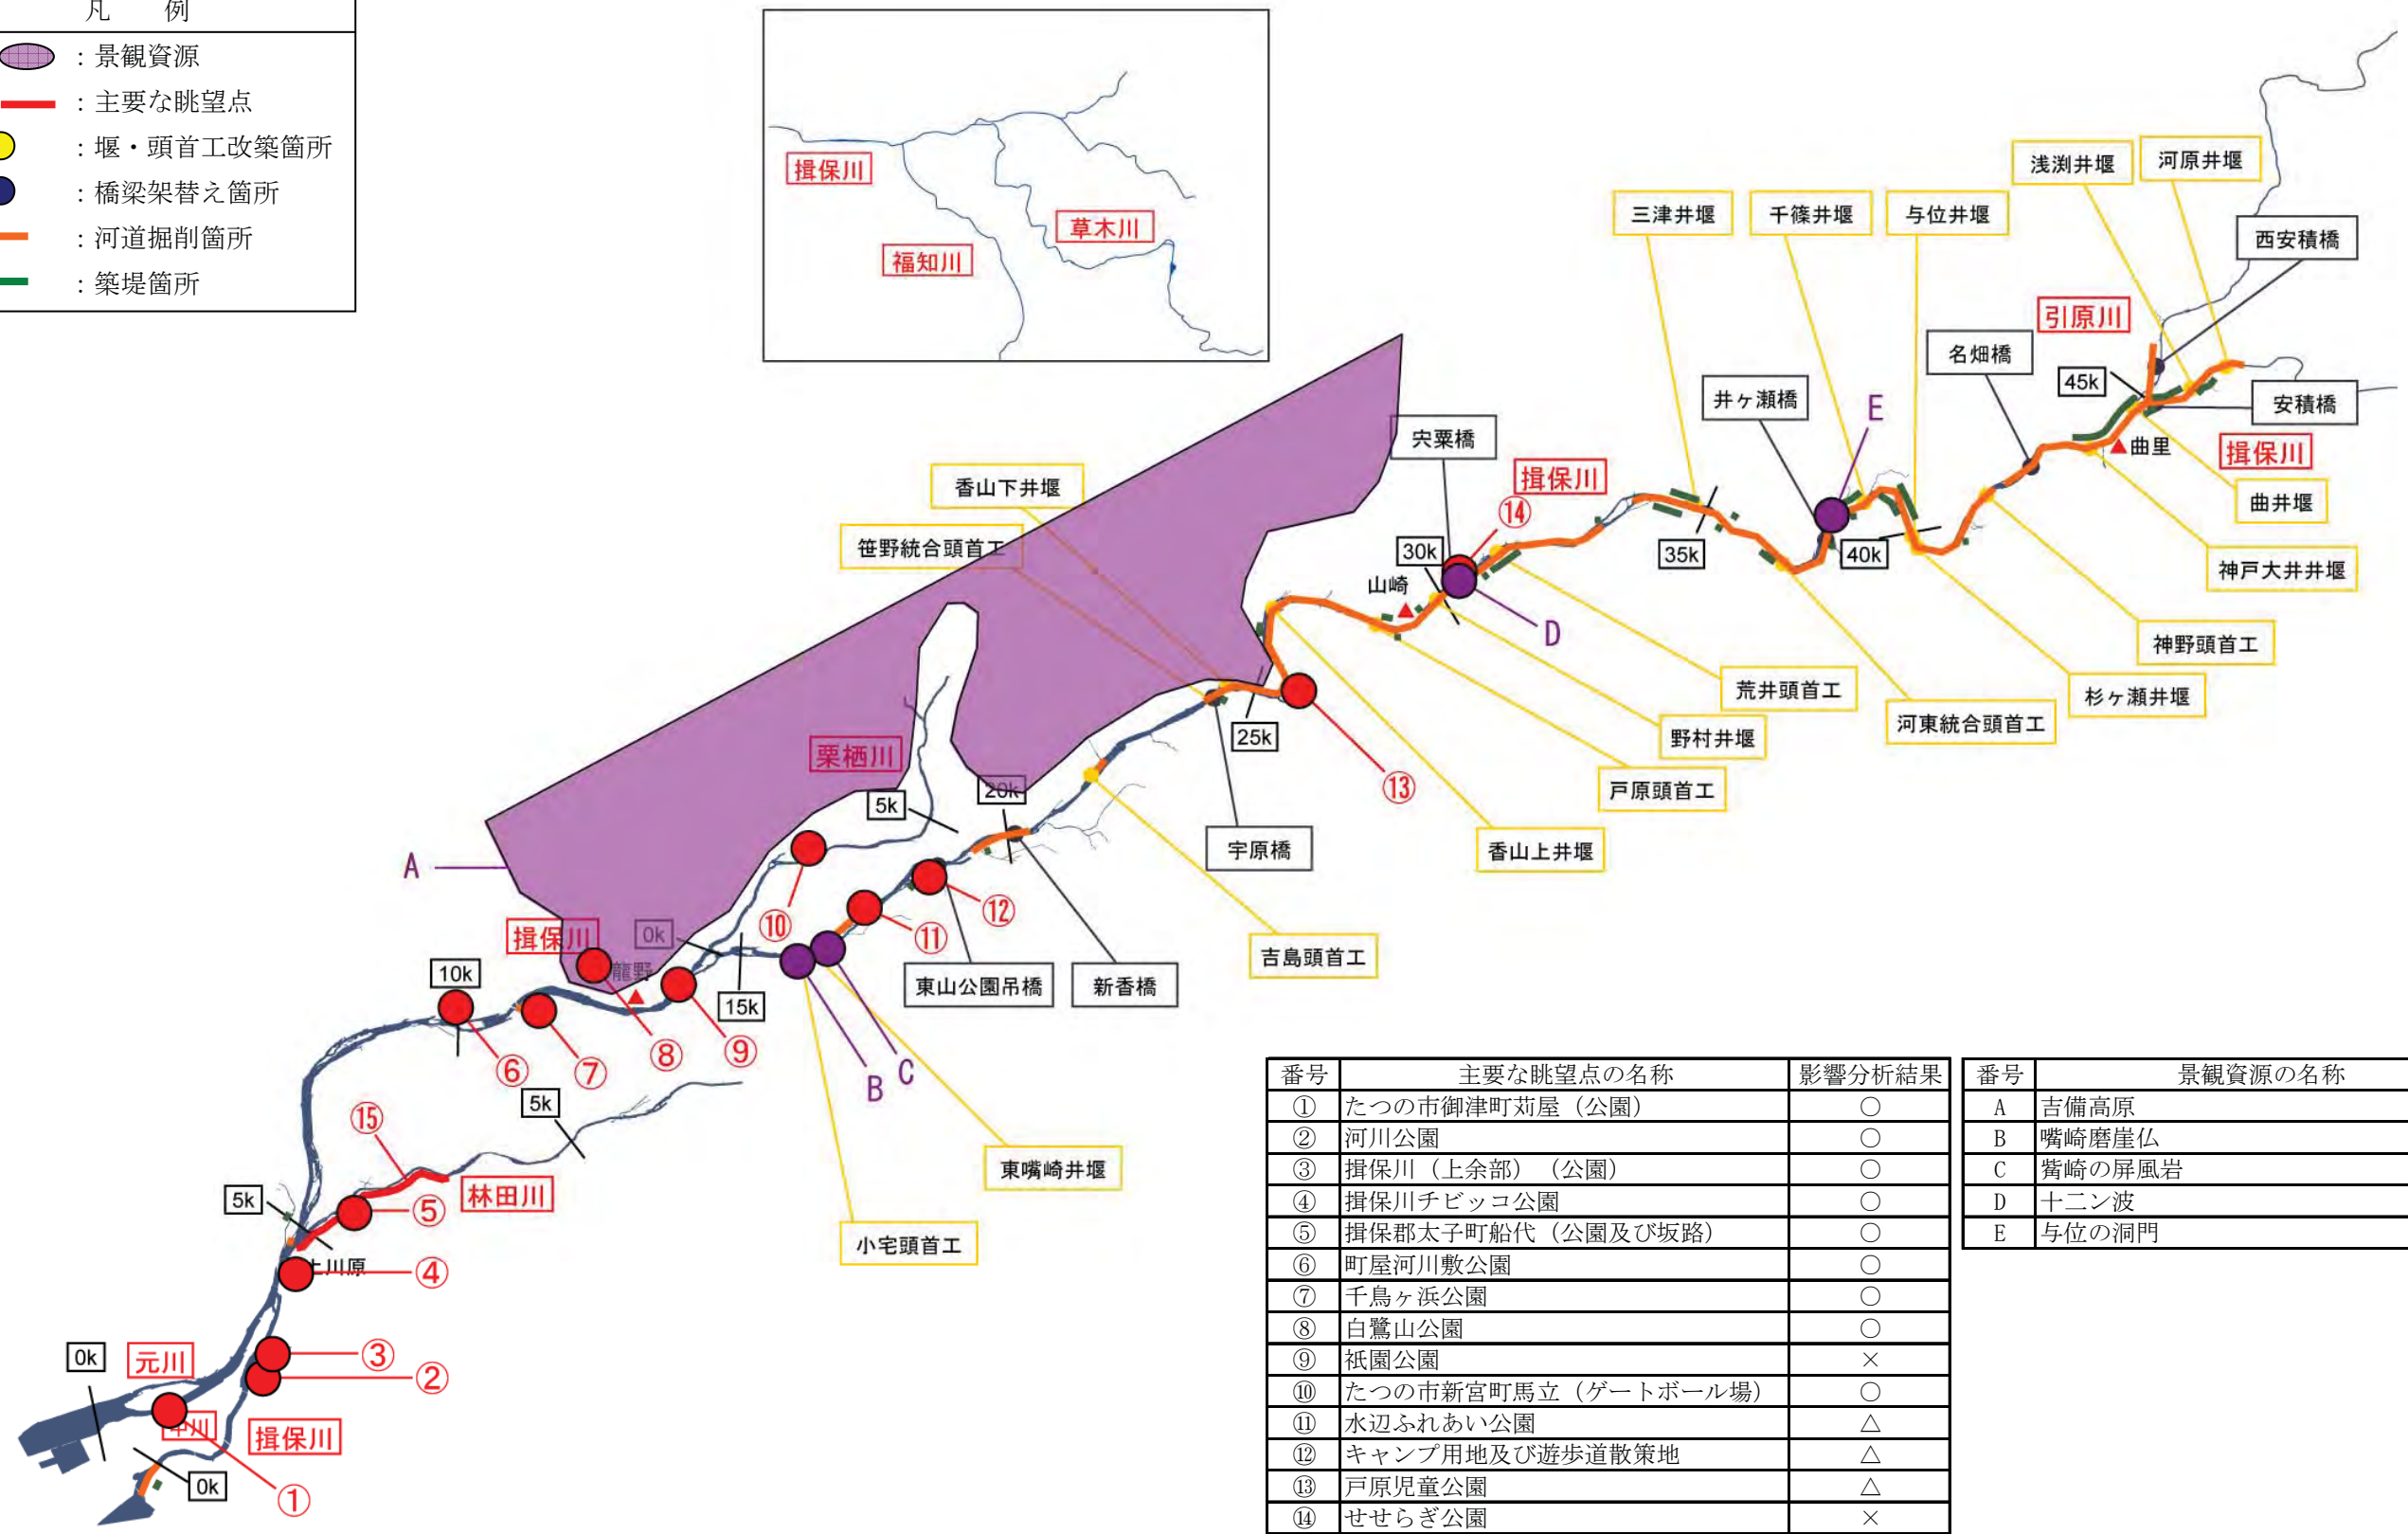 凡　例
：景観資源
：主要な眺望点
：堰・頭首工改築箇所
：橋梁架替え箇所
：河道掘削箇所
：築堤箇所
揖保川
福知川
草木川
浅渕井堰
河原井堰
三津井堰
千篠井堰
与位井堰
西安積橋
引原川
名畑橋
45k
井ヶ瀬橋
E
安積橋
宍粟橋
曲里
揖保川
揖保川
香山下井堰
⑭
曲井堰
笹野統合頭首工
30k
35k
40k
神戸大井井堰
山崎
D
神野頭首工
荒井頭首工
杉ヶ瀬井堰
河東統合頭首工
25k
野村井堰
栗栖川
⑬
20k
戸原頭首工
5k
宇原橋
香山上井堰
A
⑩
⑫
揖保川
0k
⑪
吉島頭首工
龍野
10k
東山公園吊橋
新香橋
15k
⑥
⑦
⑧
⑨
B
C
5k
⑮
東嘴崎井堰
林田川
5k
⑤
小宅頭首工
上川原
④
0k
元川
③
②
中川
揖保川
0k
①
番号 主要な眺望点の名称 影響分析結果
① たつの市御津町苅屋（公園） ○
② 河川公園 ○
③ 揖保川（上余部）（公園） ○
④ 揖保川チビッコ公園 ○
⑤ 揖保郡太子町船代（公園及び坂路） ○
⑥ 町屋河川敷公園 ○
⑦ 千鳥ヶ浜公園 ○
⑧ 白鷺山公園 ○
⑨ 祇園公園 ×
⑩ たつの市新宮町馬立（ゲートボール場） ○
⑪ 水辺ふれあい公園 △
⑫ キャンプ用地及び遊歩道散策地 △
⑬ 戸原児童公園 △
⑭ せせらぎ公園 ×
番号 景観資源の名称
A 吉備高原
B 嘴崎磨崖仏
C 觜崎の屏風岩
D 十二ン波
E 与位の洞門